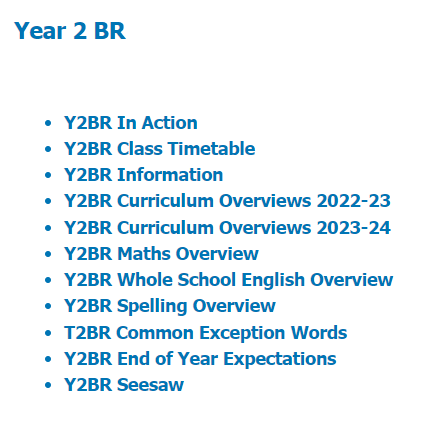 Year 2 BR
• Y2BR In Action
• Y2BR Class Timetable
• Y2BR Information
• Y2BR Curriculum Overviews 2022-23
• Y2BR Curriculum Overviews 2023-24
• Y2BR Maths Overview
• Y2BR Whole School English Overview
• Y2BR Spelling Overview
• T2BR Common Exception Words
• Y2BR End of Year Expectations
• Y2BR Seesaw